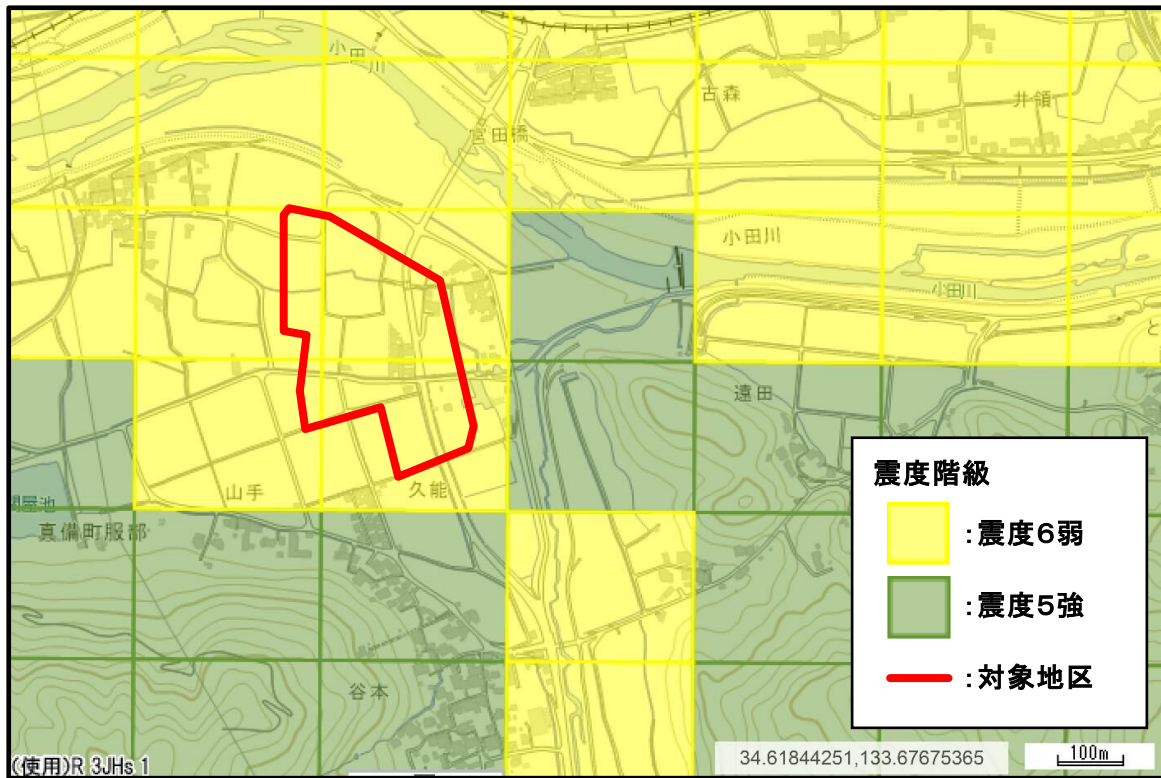 小田川
古森
井領
宮田橋
小田川
小田川
と
遠田
山手
久能
真備町服部
谷本
震度階級
:震度6弱
:震度5強
:対象地区
(使用)R 3JHs 1
34.61844251,133.67675365
100m